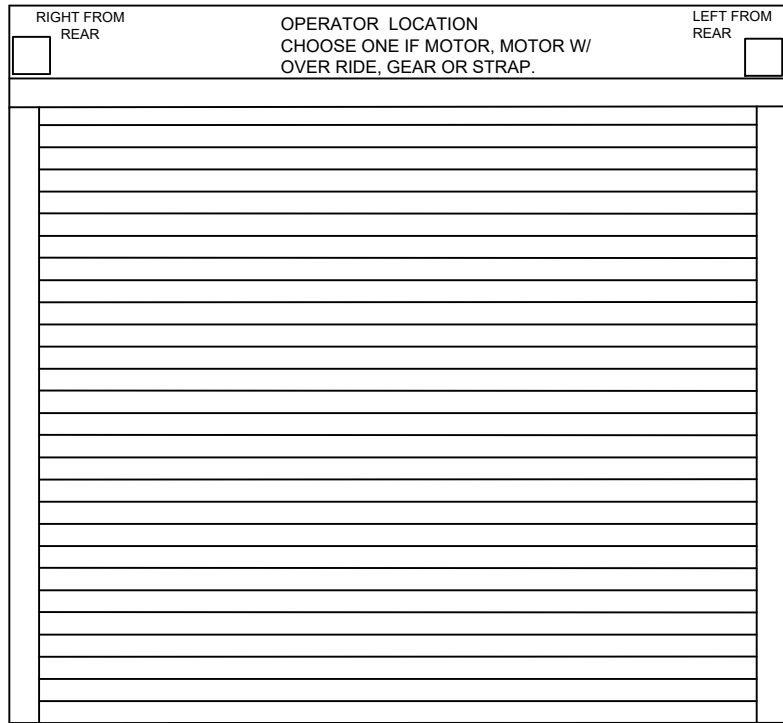 RIGHT FROM
REAR
OPERATOR LOCATION
CHOOSE ONE IF MOTOR, MOTOR W/
OVER RIDE, GEAR OR STRAP.
LEFT FROM
REAR